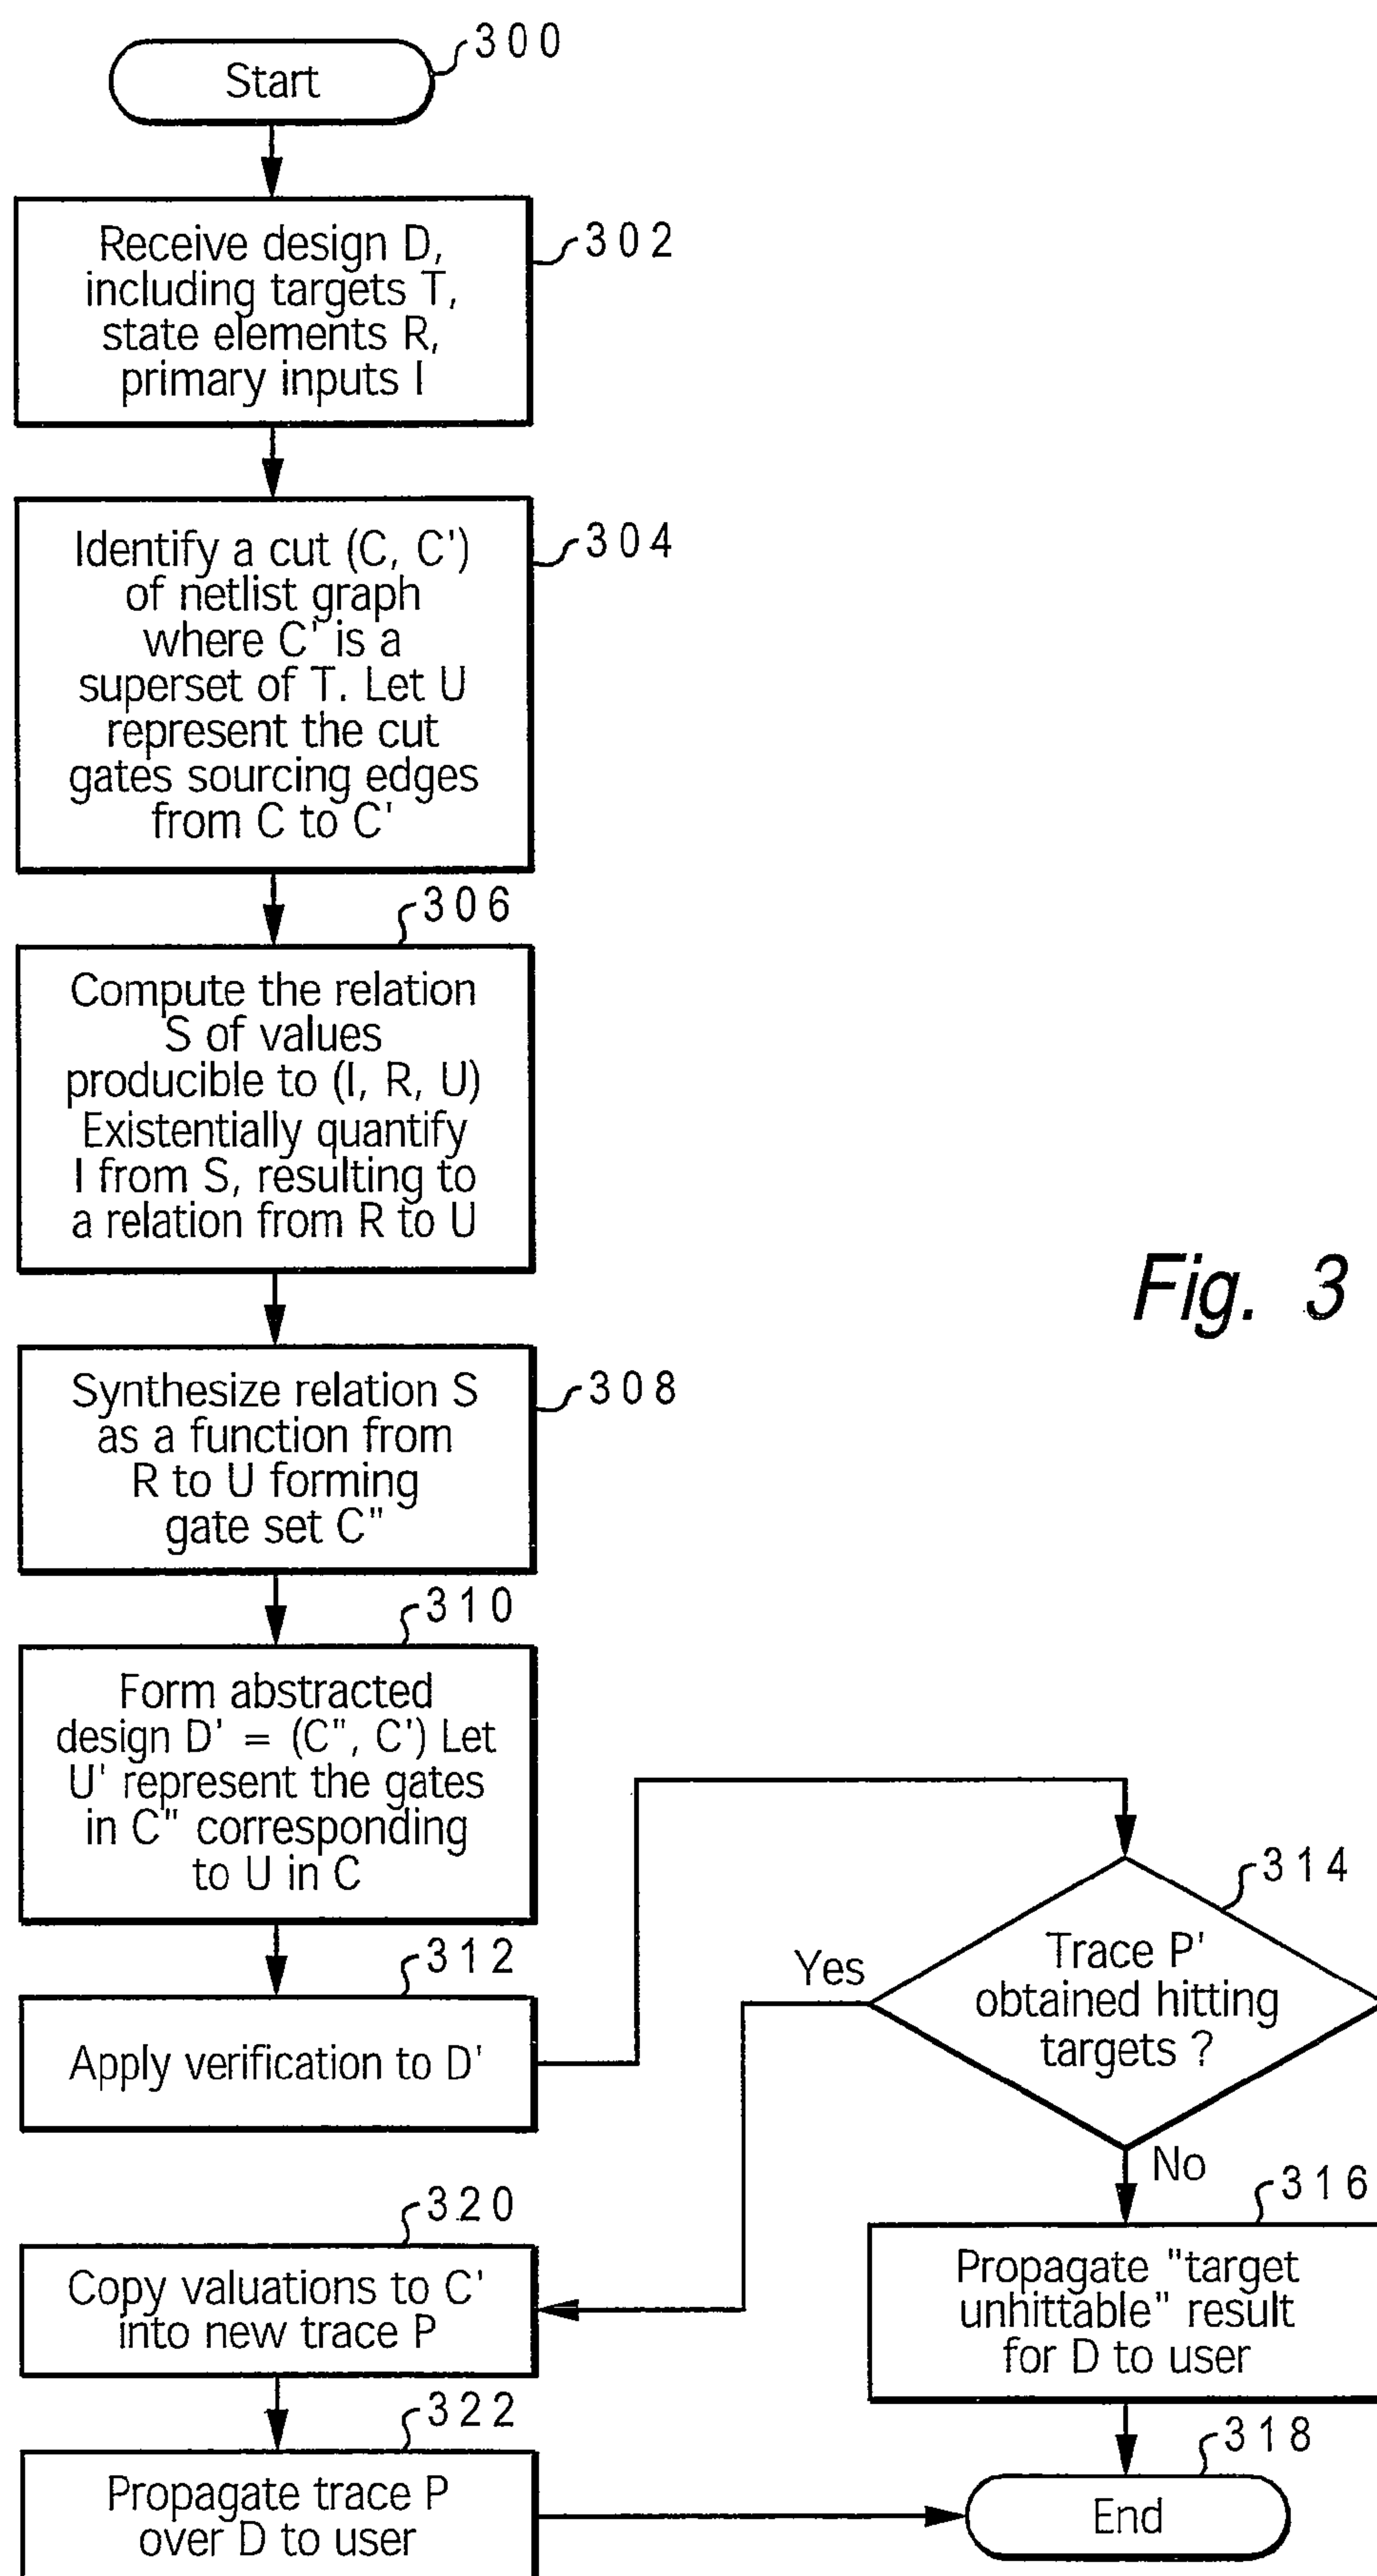 300
Start
302
Receive design D,
including targets T,
state elements R,
primary inputs I
304
Identify a cut (C, C')
of netlist graph
where C' is a
superset of T. Let U
represent the cut
gates sourcing edges
from C to C'
306
Compute the relation
S of values
producible to (I, R, U)
Existentially quantify
I from S, resulting to
a relation from R to U
Fig. 3
308
Synthesize relation S
as a function from
R to U forming
gate set C"
310
Form abstracted
design D' = (C", C') Let
U' represent the gates
in C" corresponding
to U in C
312
Apply verification to D'
314
Trace P'
obtained hitting
targets ?
Yes
No
316
Propagate "target
unhittable" result
for D to user
320
Copy valuations to C'
into new trace P
322
Propagate trace P
over D to user
318
End